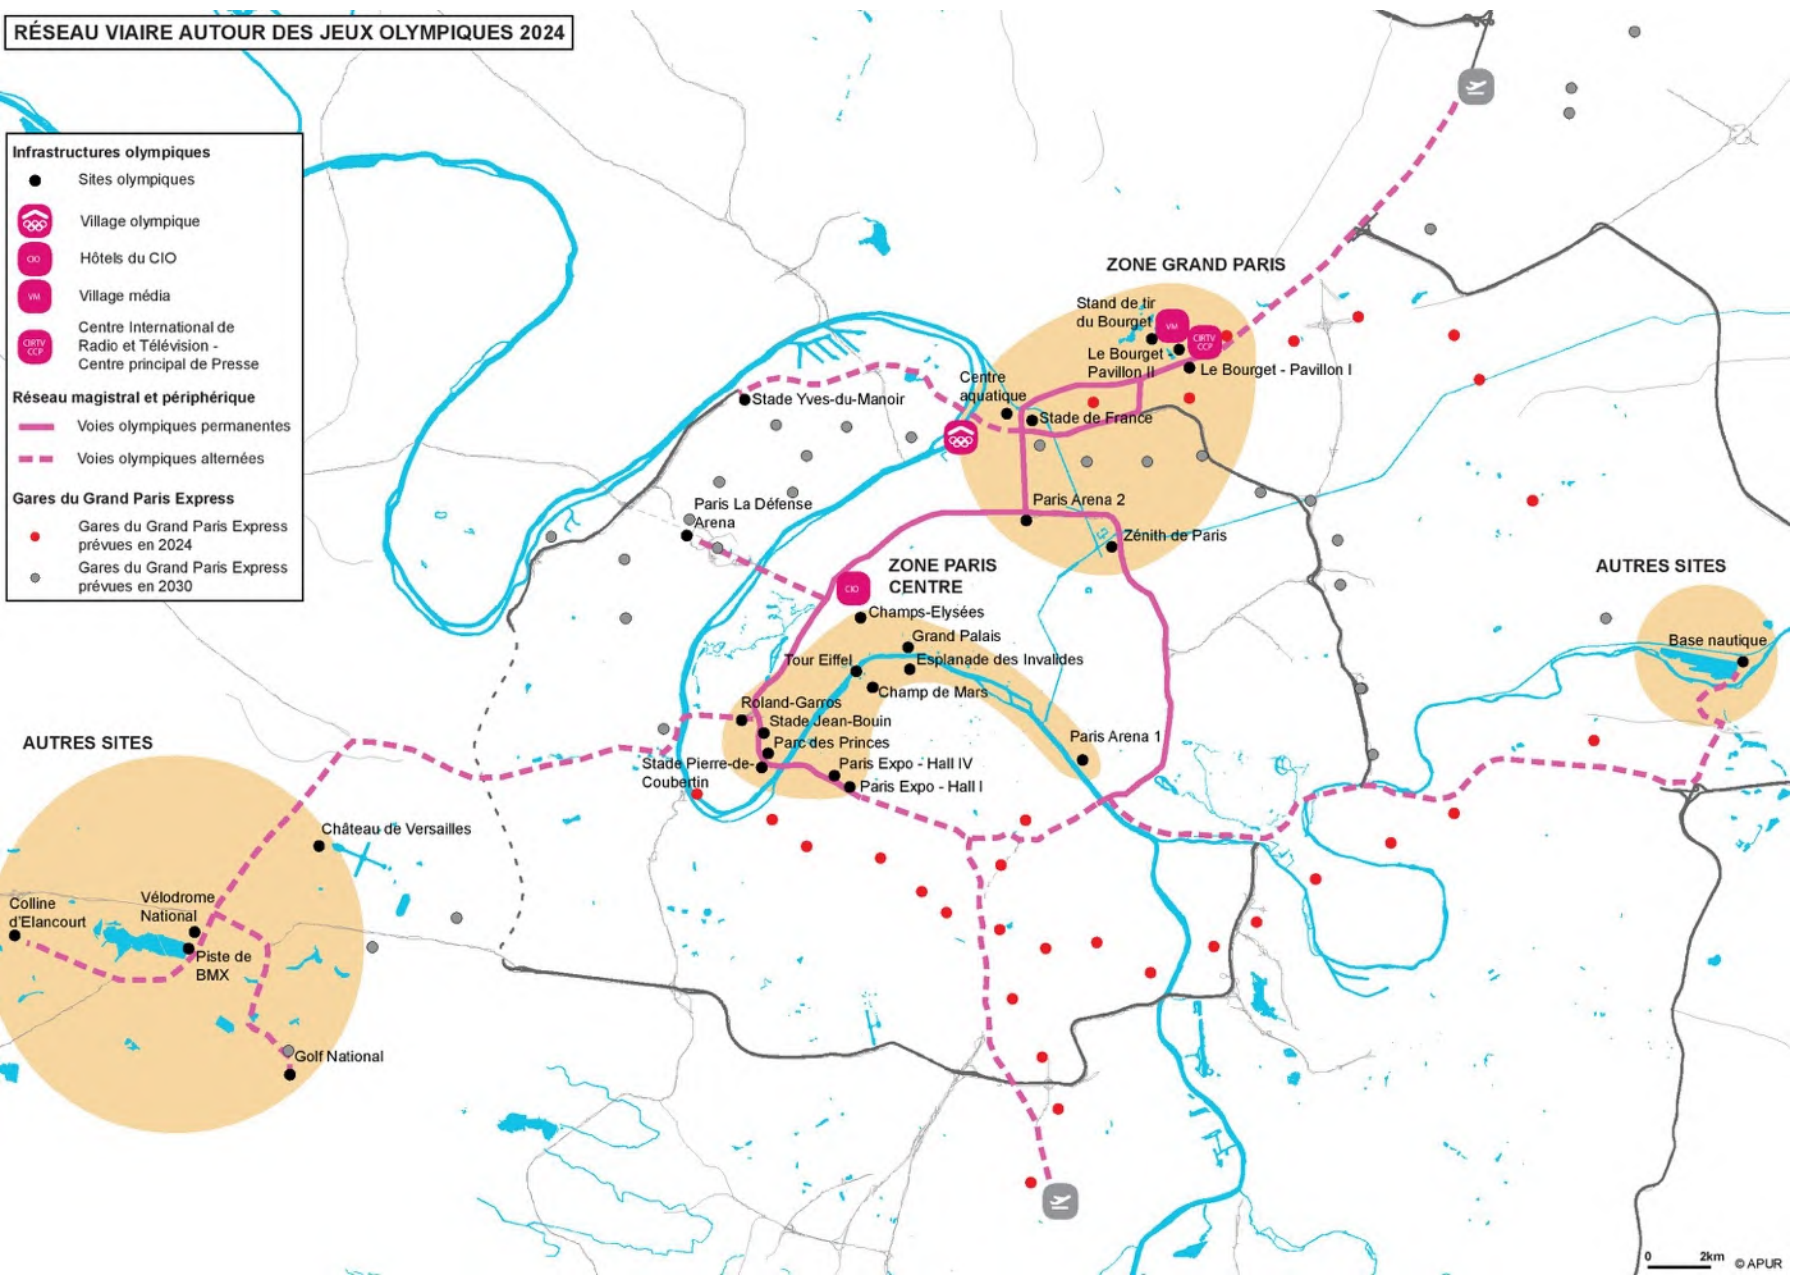 RÉSEAU VIAIRE AUTOUR DES JEUX OLYMPIQUES 2024
Infrastructures olympiques
Sites olympiques
Village olympique
CIO
Hôtels du CIO
VM
Village média
CIRTV
CCP
Centre International de
Radio et Télévision -
Centre principal de Presse
Réseau magistral et périphérique
Voies olympiques permanentes
Voies olympiques alternées
Gares du Grand Paris Express
Gares du Grand Paris Express
prévues en 2024
Gares du Grand Paris Express
prévues en 2030
ZONE GRAND PARIS
Stand de tir
du Bourget
VM
CIRTV
CCP
Le Bourget -
Pavillon II
Le Bourget - Pavillon I
Centre
aquatique
Stade de France
Stade Yves-du-Manoir
Paris Arena 2
Zénith de Paris
Paris La Défense
Arena
ZONE PARIS
CENTRE
CIO
Champs-Elysées
Grand Palais
Tour Eiffel
Esplanade des Invalides
Champ de Mars
Roland-Garros
Stade Jean-Bouin
Parc des Princes
Stade Pierre-de-
Coubertin
Paris Expo - Hall IV
Paris Expo - Hall I
Paris Arena 1
AUTRES SITES
Base nautique
AUTRES SITES
Château de Versailles
Vélodrome
National
Colline
d'Elancourt
Piste de
BMX
Golf National
0 2km
© APUR